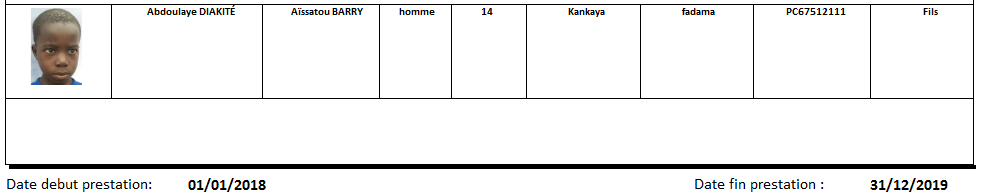 Abdoulaye DIAKITÉ Aïssatou BARRY homme 14 Kankaya fadama PC67512111 Fils
Date debut prestation: 01/01/2018 Date fin prestation : 31/12/2019